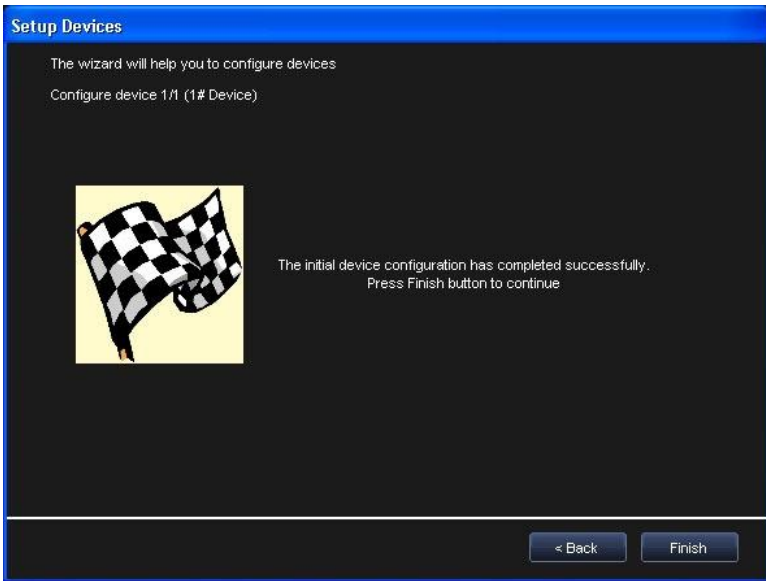 Setup Devices
The wizard will help you to configure devices
Configure device 1/1 (1# Device)
The initial device configuration has completed successfully.
Press Finish button to continue
< Back
Finish